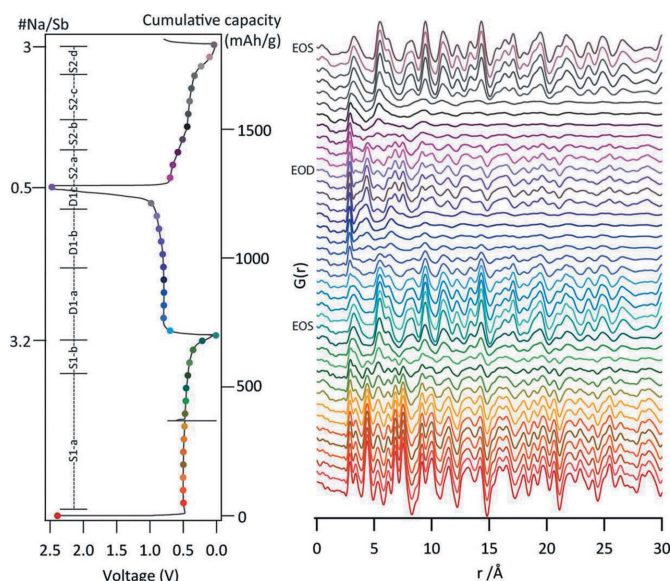 #Na/Sb
Cumulative capacity
(mAh/g)
3
S2-d
S2-c
1500
S2-b
S2-a
0.5
D1c
D1-b
1000
D1-a
3.2
S1-b
500
S1-a
0
2.5 2.0 1.5 1.0 0.5 0.0
Voltage (V)
EOS
EOD
G(r)
EOS
0 5 10 15 20 25 30
r /Å